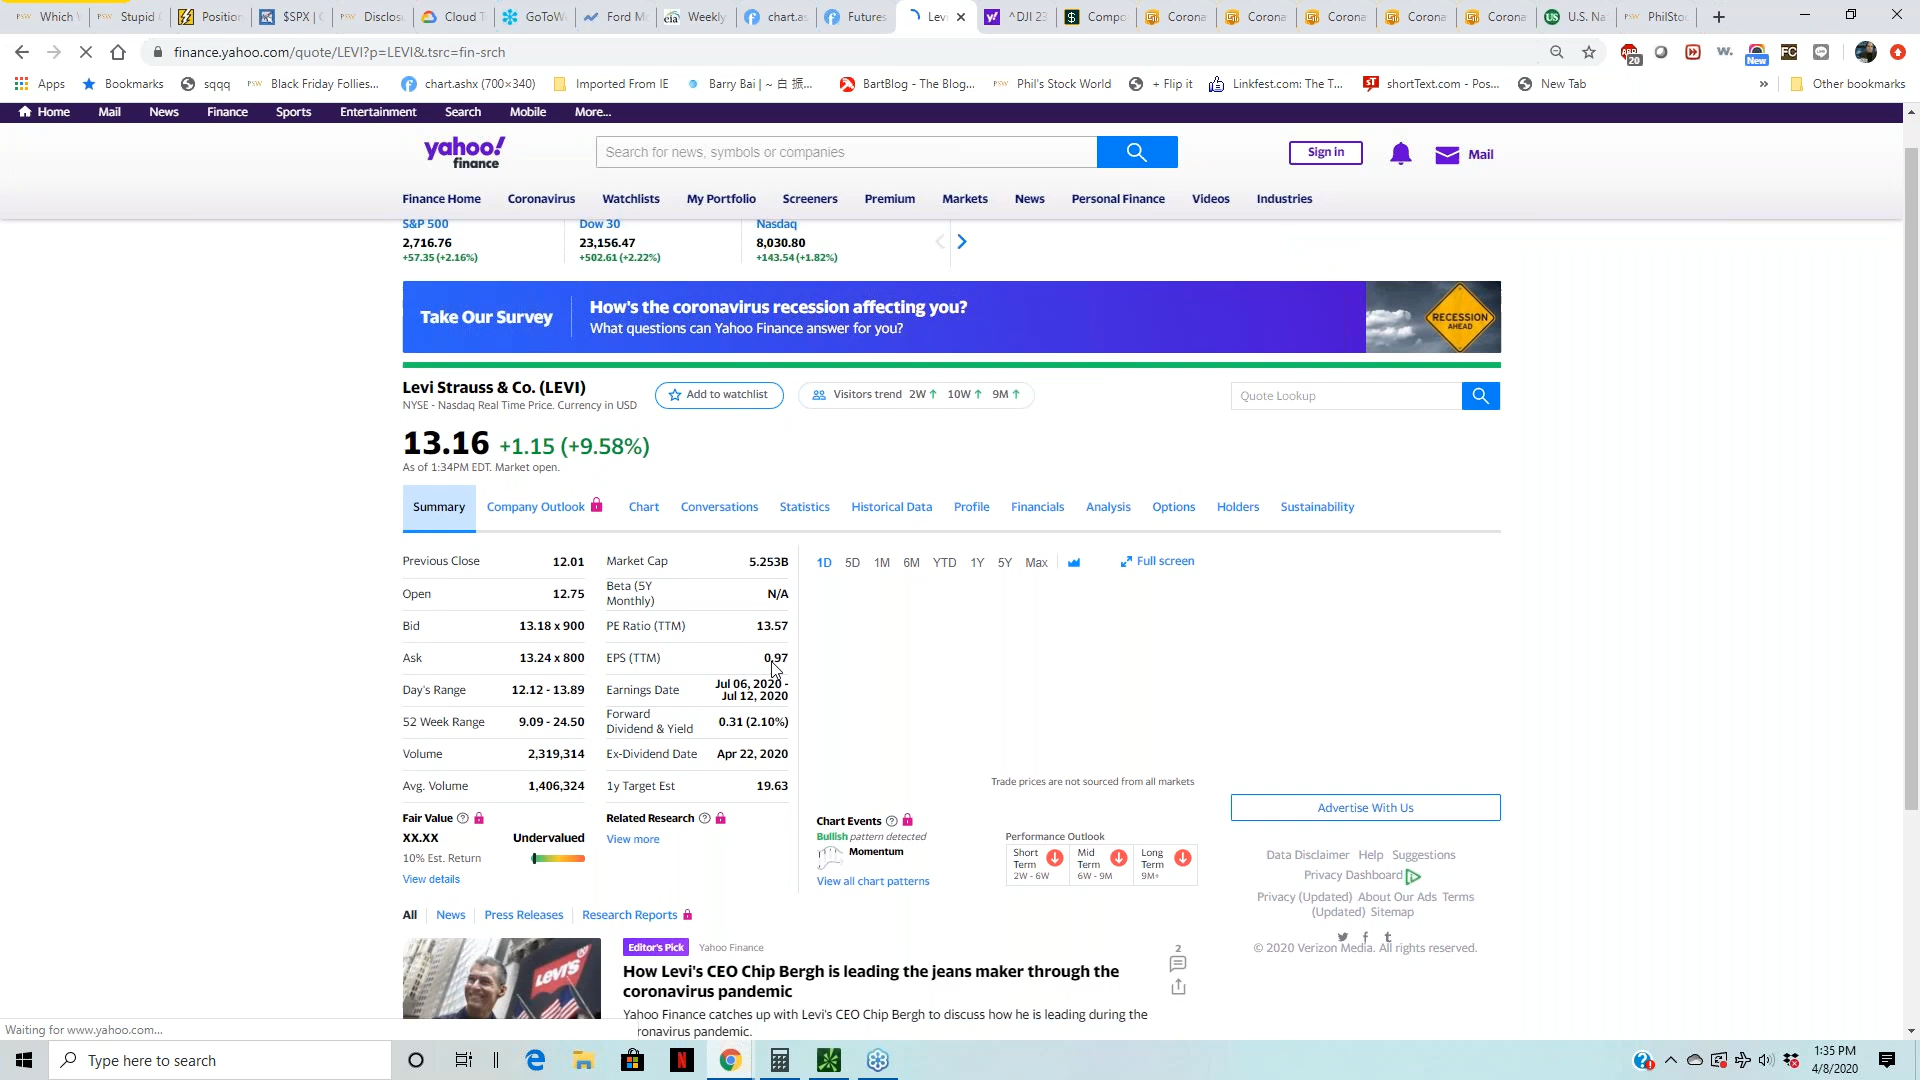 Which
Stupid
Position
$SPX | (
Disclos
Cloud T
GoToW
Ford M
Weekly
chart.as
Futures
Levi
^DJI 23
Compo
Corona
Corona
Corona
Corona
Corona
U.S. Na
PhilSto
finance.yahoo.com/quote/LEVI?p=LEVI&.tsrc=fin-srch
Apps
Bookmarks
sqqq
Black Friday Follies...
chart.ashx (700×340)
Imported From IE
Barry Bai | ~ 白 振...
BartBlog - The Blog...
Phil's Stock World
+ Flip it
Linkfest.com: The T...
shortText.com - Pos...
New Tab
»
Other bookmarks
Home Mail News Finance Sports Entertainment Search Mobile More...
yahoo!
finance
Search for news, symbols or companies
Sign in
Mail
Finance Home Coronavirus Watchlists My Portfolio Screeners Premium Markets News Personal Finance Videos Industries
S&P 500
2,716.76
+57.35 (+2.16%)
Dow 30
23,156.47
+502.61 (+2.22%)
Nasdaq
8,030.80
+143.54 (+1.82%)
Take Our Survey
How's the coronavirus recession affecting you?
What questions can Yahoo Finance answer for you?
RECESSION
AHEAD
Levi Strauss & Co. (LEVI)
NYSE - Nasdaq Real Time Price. Currency in USD
Add to watchlist
Visitors trend 2W↑ 10W↑ 9M↑
Quote Lookup
13.16 +1.15 (+9.58%)
As of 1:34PM EDT. Market open.
Summary Company Outlook Chart Conversations Statistics Historical Data Profile Financials Analysis Options Holders Sustainability
Previous Close 12.01
Open 12.75
Bid 13.18 x 900
Ask 13.24 x 800
Day's Range 12.12 - 13.89
52 Week Range 9.09 - 24.50
Volume 2,319,314
Avg. Volume 1,406,324
Market Cap 5.253B
Beta (5Y
Monthly) N/A
PE Ratio (TTM) 13.57
EPS (TTM) 0.97
Earnings Date Jul 06, 2020 -
Jul 12, 2020
Forward
Dividend & Yield 0.31 (2.10%)
Ex-Dividend Date Apr 22, 2020
1y Target Est 19.63
Fair Value
XX.XX Undervalued
10% Est. Return
View details
Related Research
View more
1D 5D 1M 6M YTD 1Y 5Y Max
Full screen
Trade prices are not sourced from all markets
Chart Events
Bullish pattern detected
Momentum
View all chart patterns
Performance Outlook
Short
Term
2W - 6W
Mid
Term
6W - 9M
Long
Term
9M+
Advertise With Us
Data Disclaimer Help Suggestions
Privacy Dashboard
Privacy (Updated) About Our Ads Terms
(Updated) Sitemap
© 2020 Verizon Media. All rights reserved.
All News Press Releases Research Reports
LEVI'S
Editor's Pick Yahoo Finance
How Levi's CEO Chip Bergh is leading the jeans maker through the
coronavirus pandemic
Yahoo Finance catches up with Levi's CEO Chip Bergh to discuss how he is leading during the
ronavirus pandemic.
2
Waiting for www.yahoo.com...
Type here to search
1:35 PM
4/8/2020